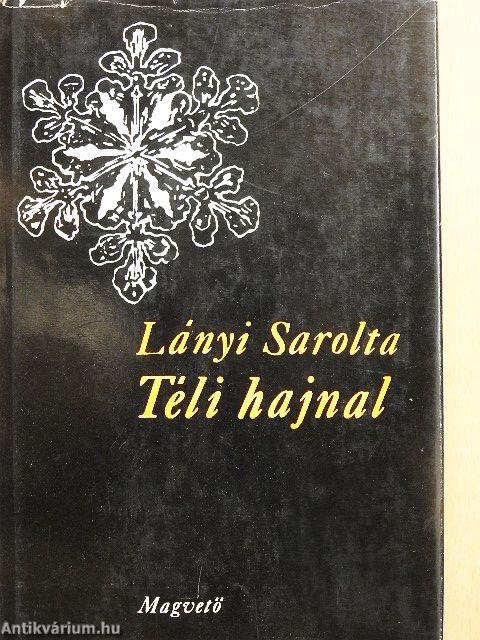 Lányi Sarolta
Téli hajnal
Magvető
Antikvárium.hu